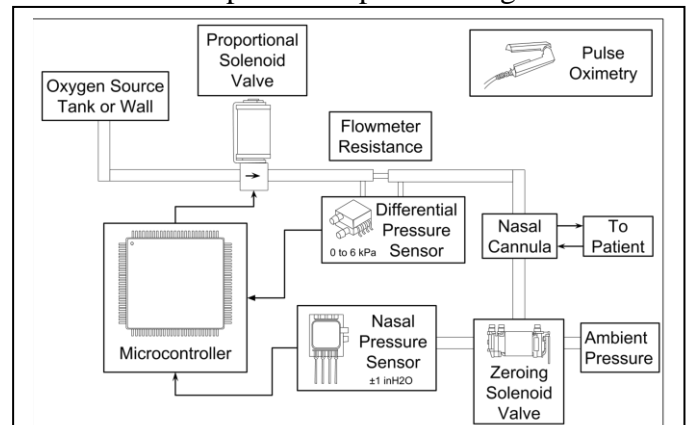 Proportional
Solenoid
Valve
Pulse
Oximetry
Oxygen Source
Tank or Wall
Flowmeter
Resistance
Differential
Pressure
Sensor
0 to 6 kPa
Nasal
Cannula
To
Patient
Microcontroller
Nasal
Pressure
Sensor
±1 inH2O
Zeroing
Solenoid
Valve
Ambient
Pressure